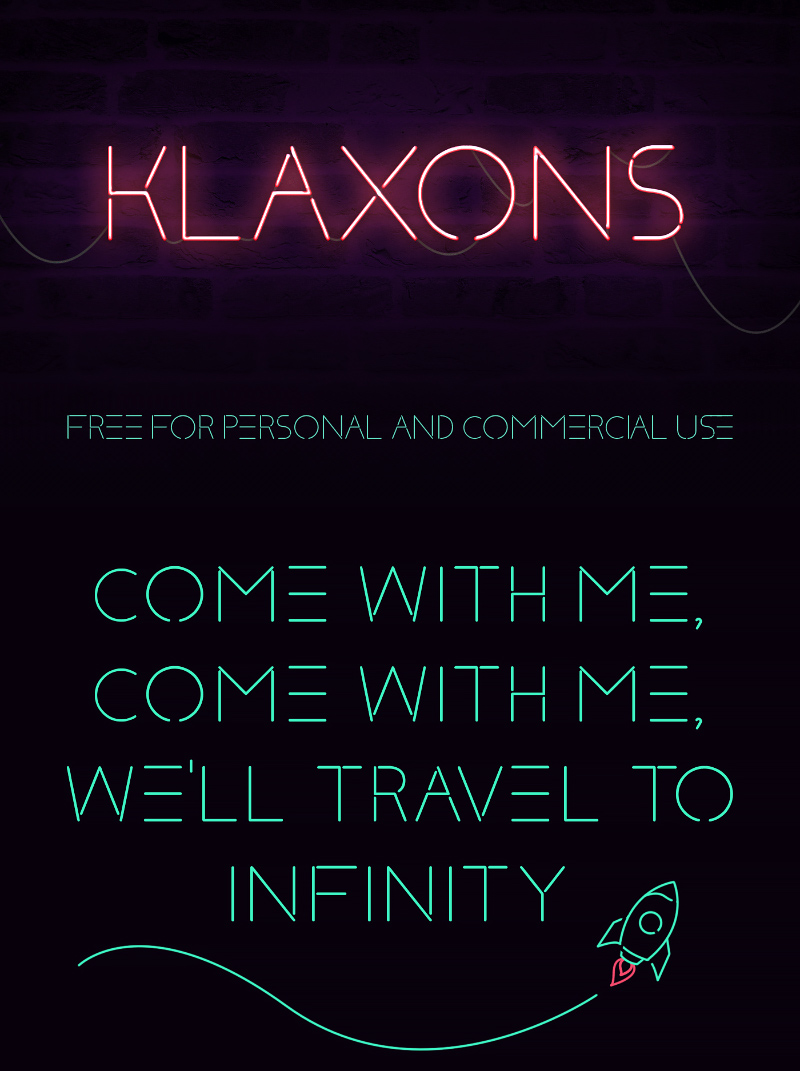 KLAXONS
FREE FOR PERSONAL AND COMMERCIAL USE
COME WITH ME,
COME WITH ME,
WE'LL TRAVEL TO
INFINITY